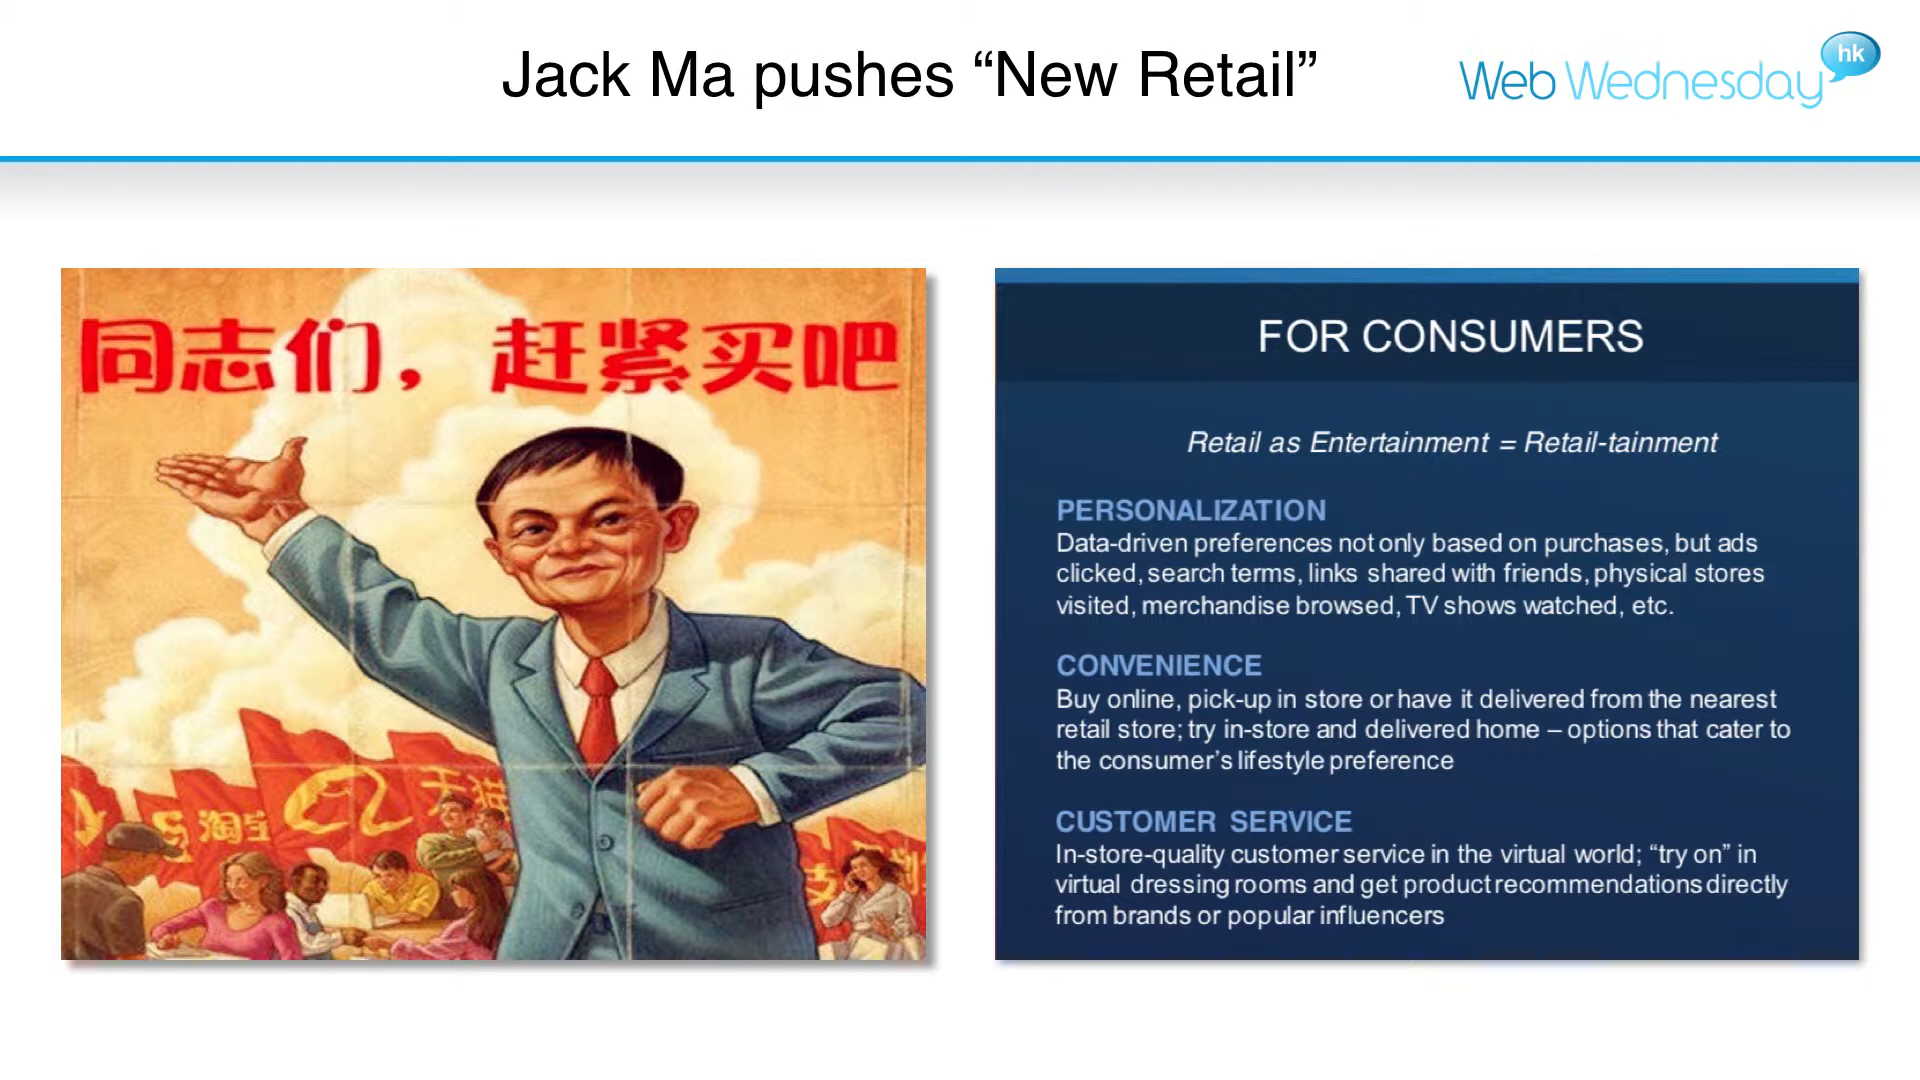 Jack Ma pushes “New Retail”
Web Wednesday hk
同志们，赶紧买吧
淘宝
天猫
支
FOR CONSUMERS
Retail as Entertainment = Retail-tainment
PERSONALIZATION
Data-driven preferences not only based on purchases, but ads
clicked, search terms, links shared with friends, physical stores
visited, merchandise browsed, TV shows watched, etc.
CONVENIENCE
Buy online, pick-up in store or have it delivered from the nearest
retail store; try in-store and delivered home – options that cater to
the consumer’s lifestyle preference
CUSTOMER SERVICE
In-store-quality customer service in the virtual world; “try on” in
virtual dressing rooms and get product recommendations directly
from brands or popular influencers